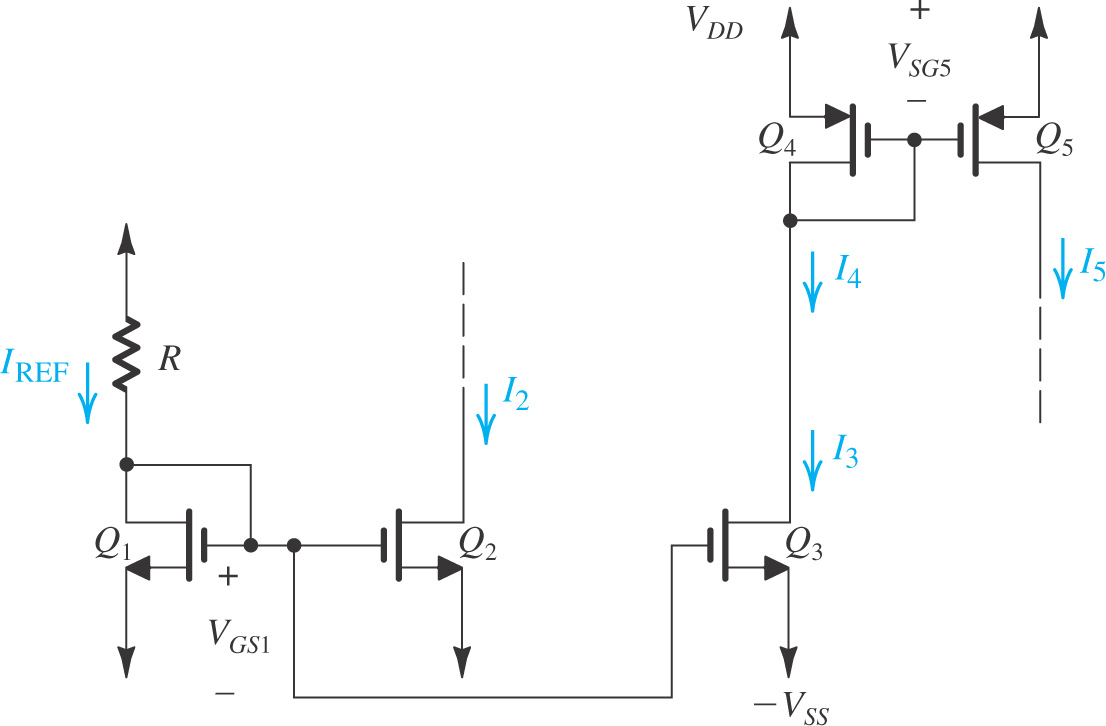 V_DD
+
V_SG5
−
Q_4
Q_5
I_4
I_5
I_REF
R
I_2
I_3
Q_1
+
V_GS1
−
Q_2
Q_3
−V_SS